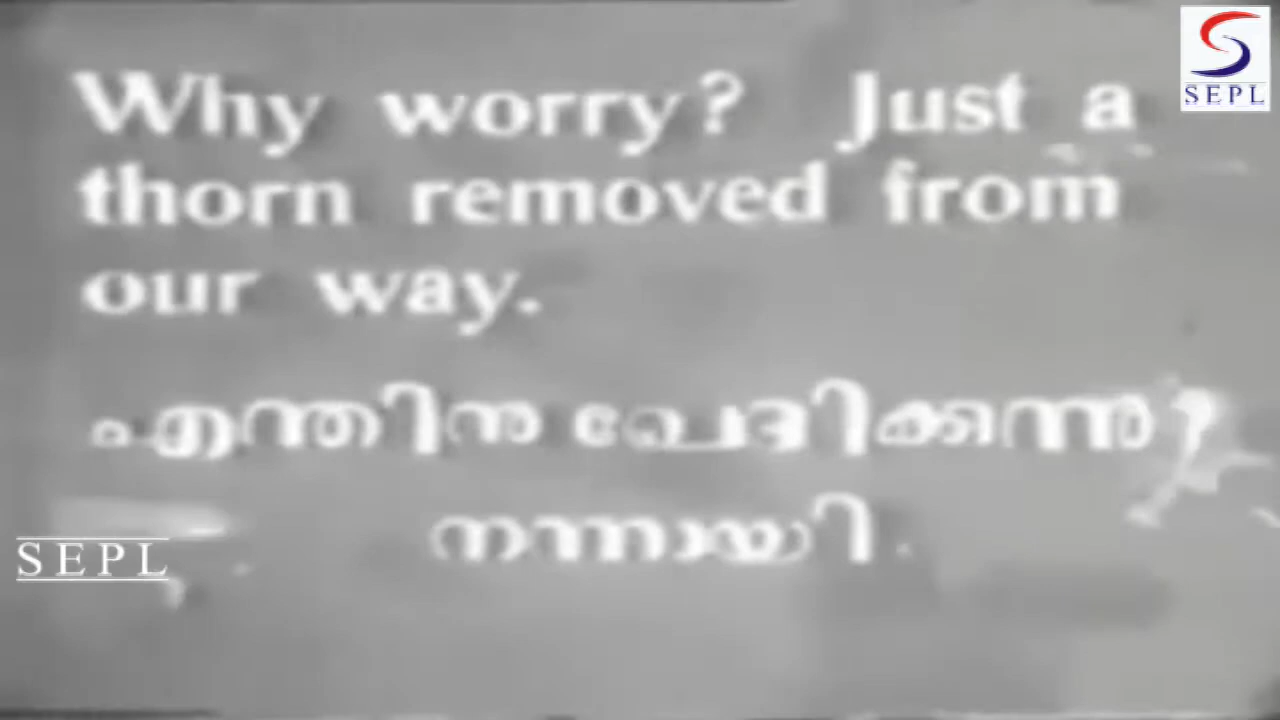 Why worry? Just a
thorn removed from
our way.
എന്തിനു പേടിക്കുന്നു?
നന്നായി.
SEPL
SEPL